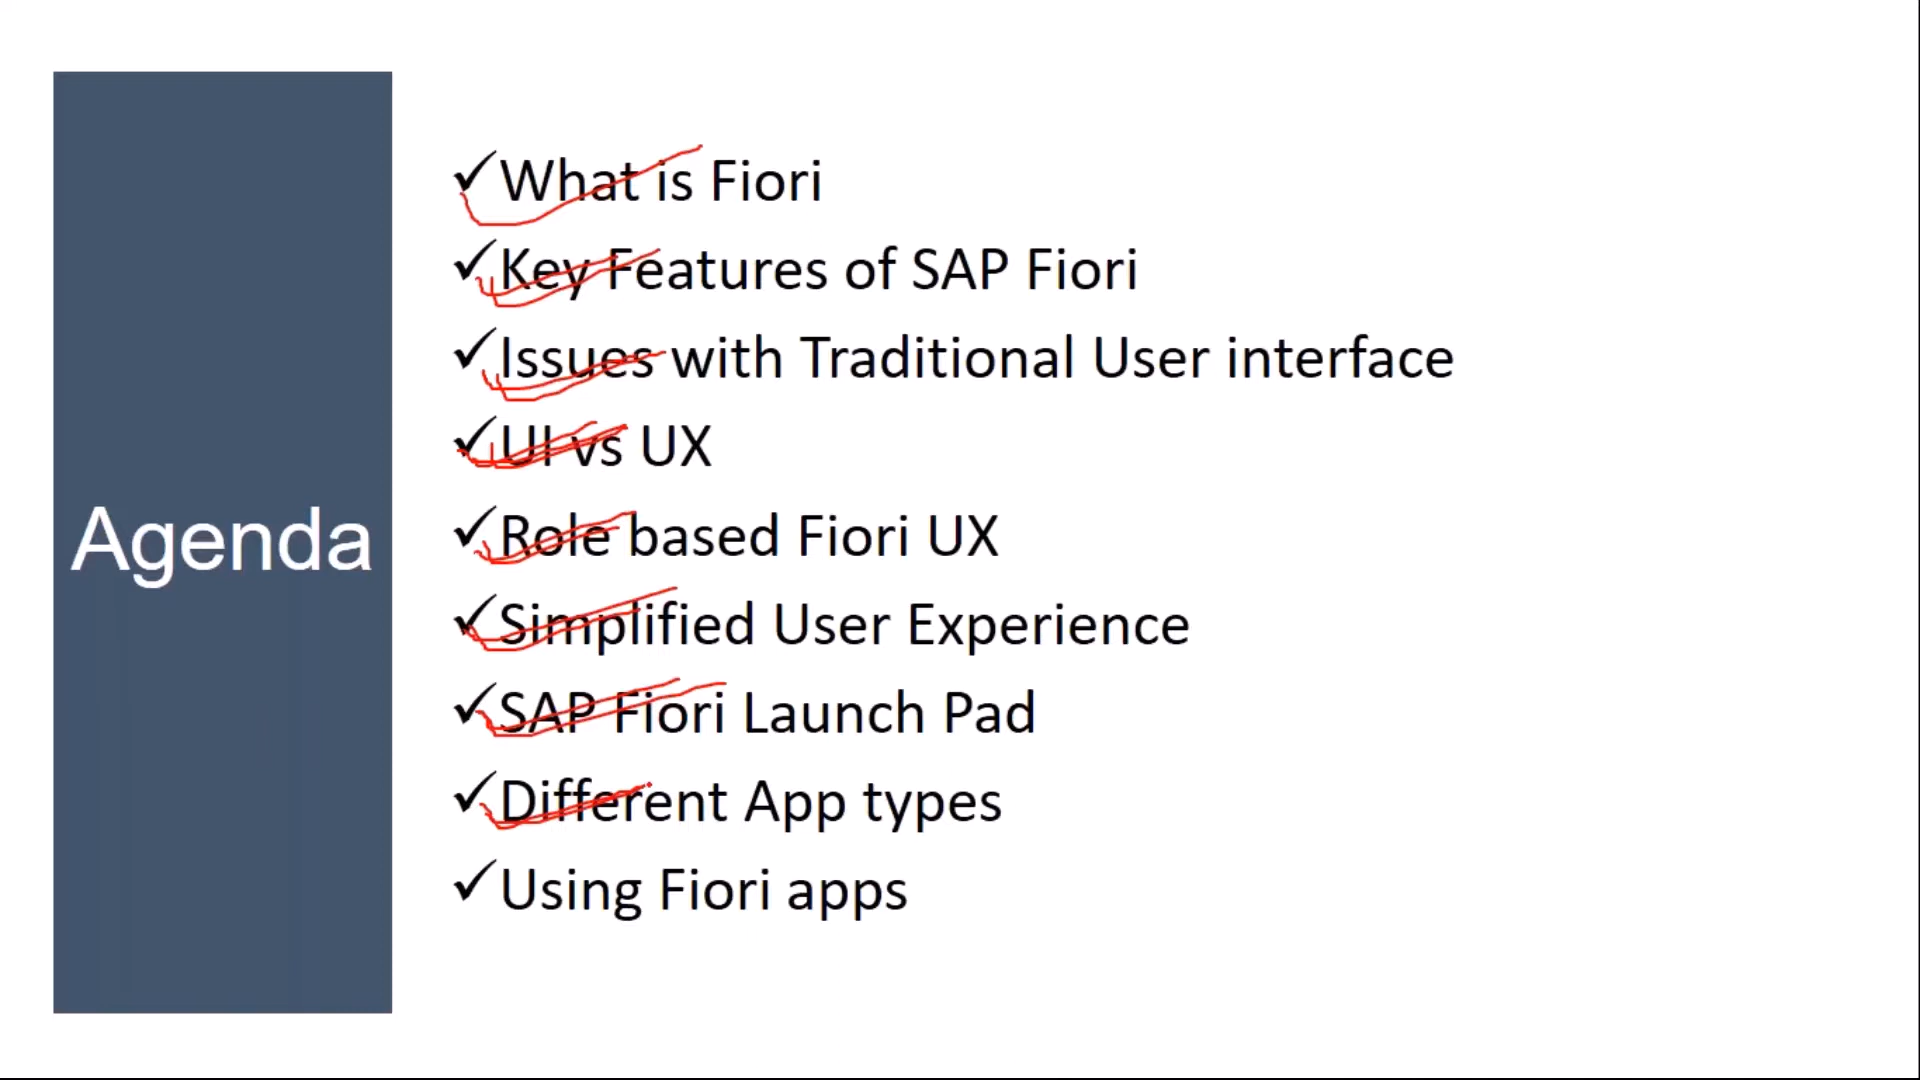 Agenda
What is Fiori
Key Features of SAP Fiori
Issues with Traditional User interface
UI vs UX
Role based Fiori UX
Simplified User Experience
SAP Fiori Launch Pad
Different App types
Using Fiori apps